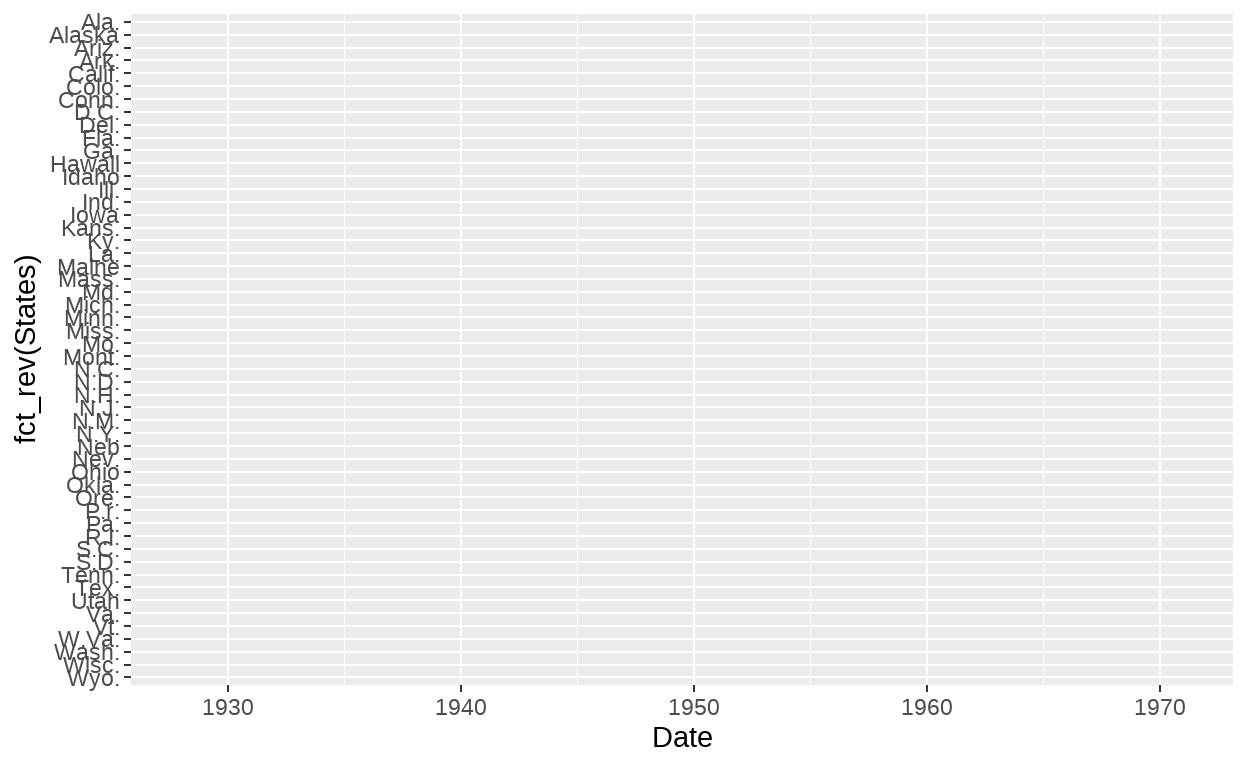 Ala.
Alaska
Ariz.
Ark.
Calif.
Colo.
Conn.
D.C.
Del.
Fla.
Ga.
Hawaii
Idaho
Ill.
Ind.
Iowa
Kans.
Ky.
La.
Maine
Mass.
Md.
Mich.
Minn.
Miss.
Mo.
Mont.
N.C.
N.D.
N.H.
N.J.
N.M.
N.Y.
Neb.
Nev.
Ohio
Okla.
Ore.
P.r.
Pa.
R.I.
S.C.
S.D.
Tenn.
Tex.
Utah
Va.
Vt.
W.Va.
Wash.
Wisc.
Wyo.
fct_rev(States)
1930 1940 1950 1960 1970
Date